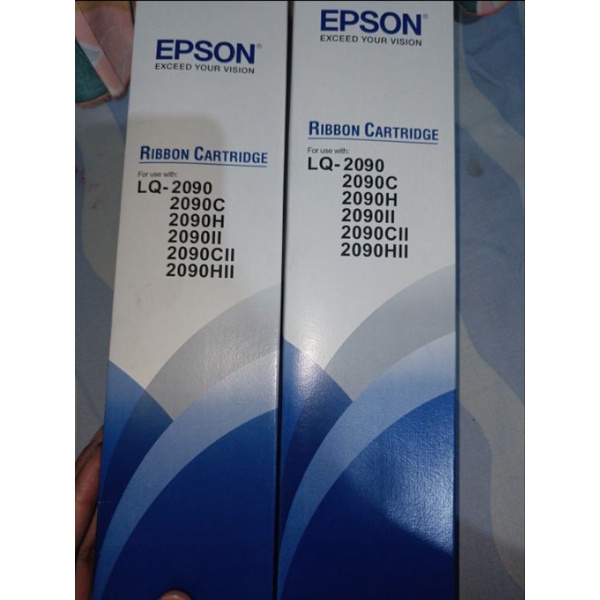 EPSON®
EXCEED YOUR VISION
RIBBON CARTRIDGE
For use with:
LQ-2090
2090C
2090H
2090II
2090CII
2090HII
EPSON®
EXCEED YOUR VISION
RIBBON CARTRIDGE
For use with:
LQ-2090
2090C
2090H
2090II
2090CII
2090HII